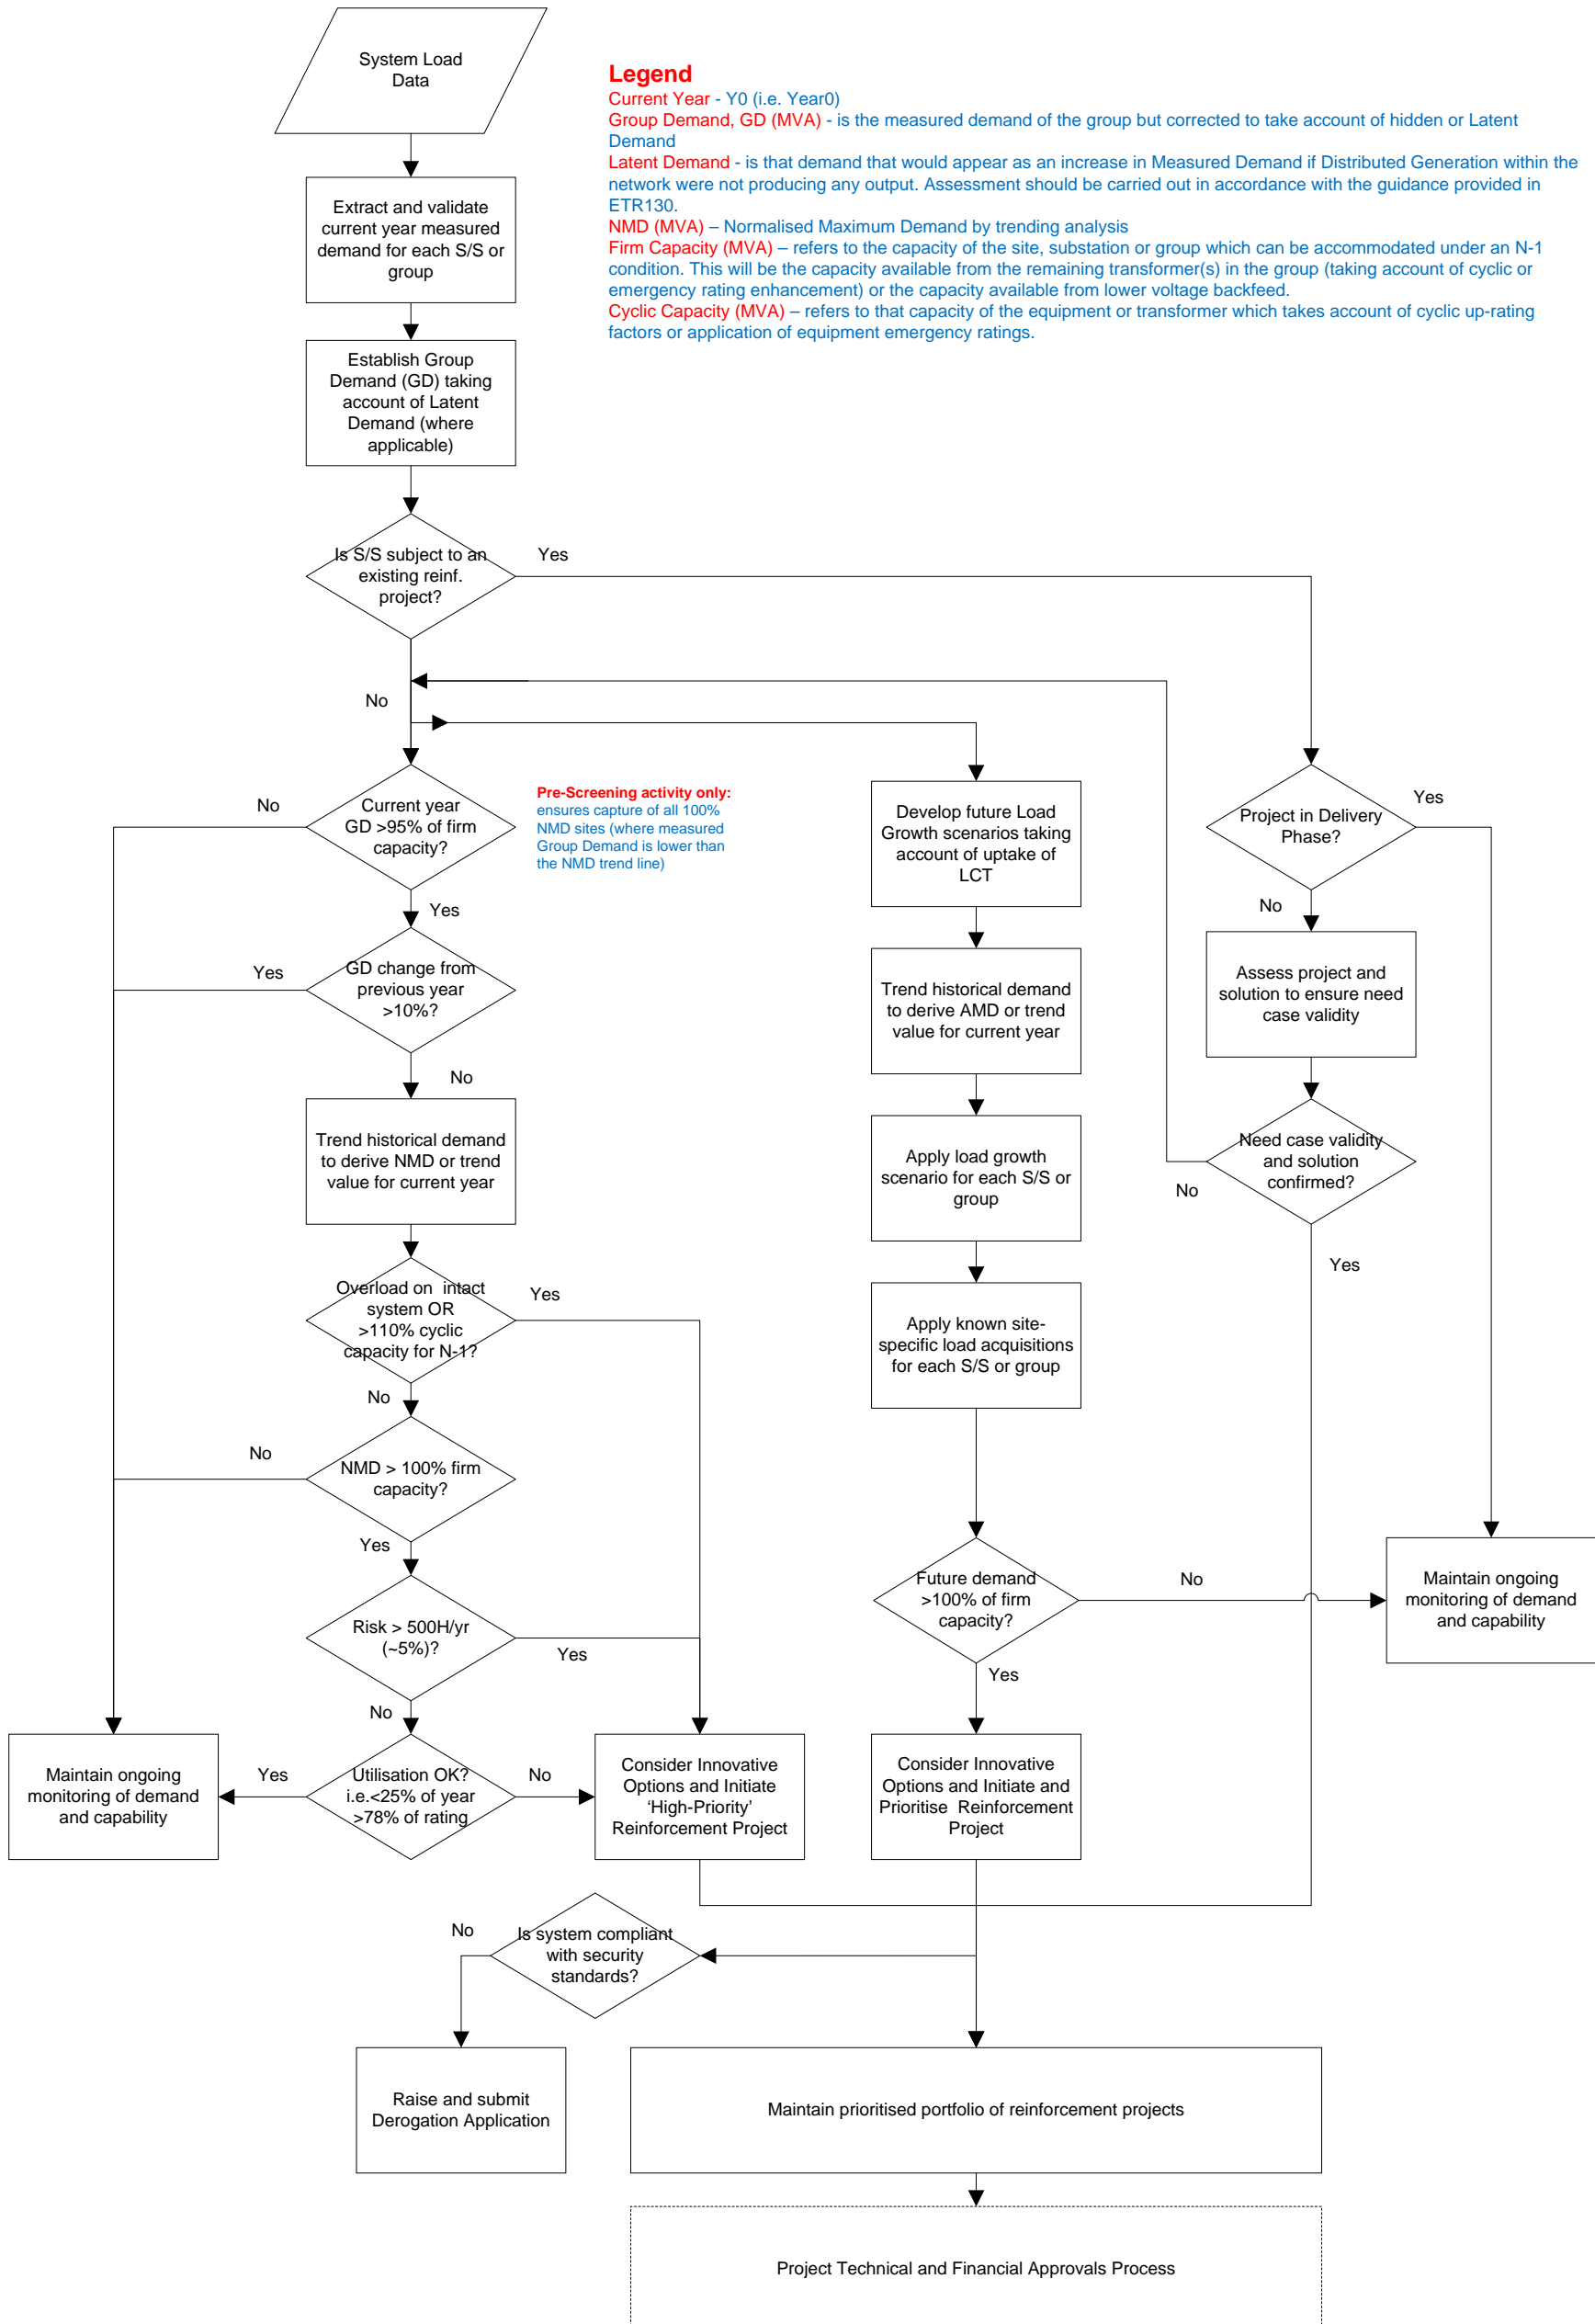 System Load
Data
Legend
Current Year - Y0 (i.e. Year0)
Group Demand, GD (MVA) - is the measured demand of the group but corrected to take account of hidden or Latent
Demand
Latent Demand - is that demand that would appear as an increase in Measured Demand if Distributed Generation within the
network were not producing any output. Assessment should be carried out in accordance with the guidance provided in
ETR130.
NMD (MVA) – Normalised Maximum Demand by trending analysis
Firm Capacity (MVA) – refers to the capacity of the site, substation or group which can be accommodated under an N-1
condition. This will be the capacity available from the remaining transformer(s) in the group (taking account of cyclic or
emergency rating enhancement) or the capacity available from lower voltage backfeed.
Cyclic Capacity (MVA) – refers to that capacity of the equipment or transformer which takes account of cyclic up-rating
factors or application of equipment emergency ratings.
Extract and validate
current year measured
demand for each S/S or
group
Establish Group
Demand (GD) taking
account of Latent
Demand (where
applicable)
Is S/S subject to an
existing reinf.
project?
Yes
No
Current year
GD >95% of firm
capacity?
No
Yes
Pre-Screening activity only:
ensures capture of all 100%
NMD sites (where measured
Group Demand is lower than
the NMD trend line)
Develop future Load
Growth scenarios taking
account of uptake of
LCT
Project in Delivery
Phase?
Yes
No
GD change from
previous year
>10%?
Yes
No
Trend historical demand
to derive AMD or trend
value for current year
Assess project and
solution to ensure need
case validity
Trend historical demand
to derive NMD or trend
value for current year
Apply load growth
scenario for each S/S or
group
Need case validity
and solution
confirmed?
No
Yes
Overload on  intact
system OR
>110% cyclic
capacity for N-1?
Yes
No
Apply known site-
specific load acquisitions
for each S/S or group
NMD > 100% firm
capacity?
No
Yes
Risk > 500H/yr
(~5%)?
Yes
No
Future demand
>100% of firm
capacity?
No
Yes
Maintain ongoing
monitoring of demand
and capability
Maintain ongoing
monitoring of demand
and capability
Yes
Utilisation OK?
i.e.<25% of year
>78% of rating
No
Consider Innovative
Options and Initiate
‘High-Priority’
Reinforcement Project
Consider Innovative
Options and Initiate and
Prioritise  Reinforcement
Project
No
Is system compliant
with security
standards?
Raise and submit
Derogation Application
Maintain prioritised portfolio of reinforcement projects
Project Technical and Financial Approvals Process